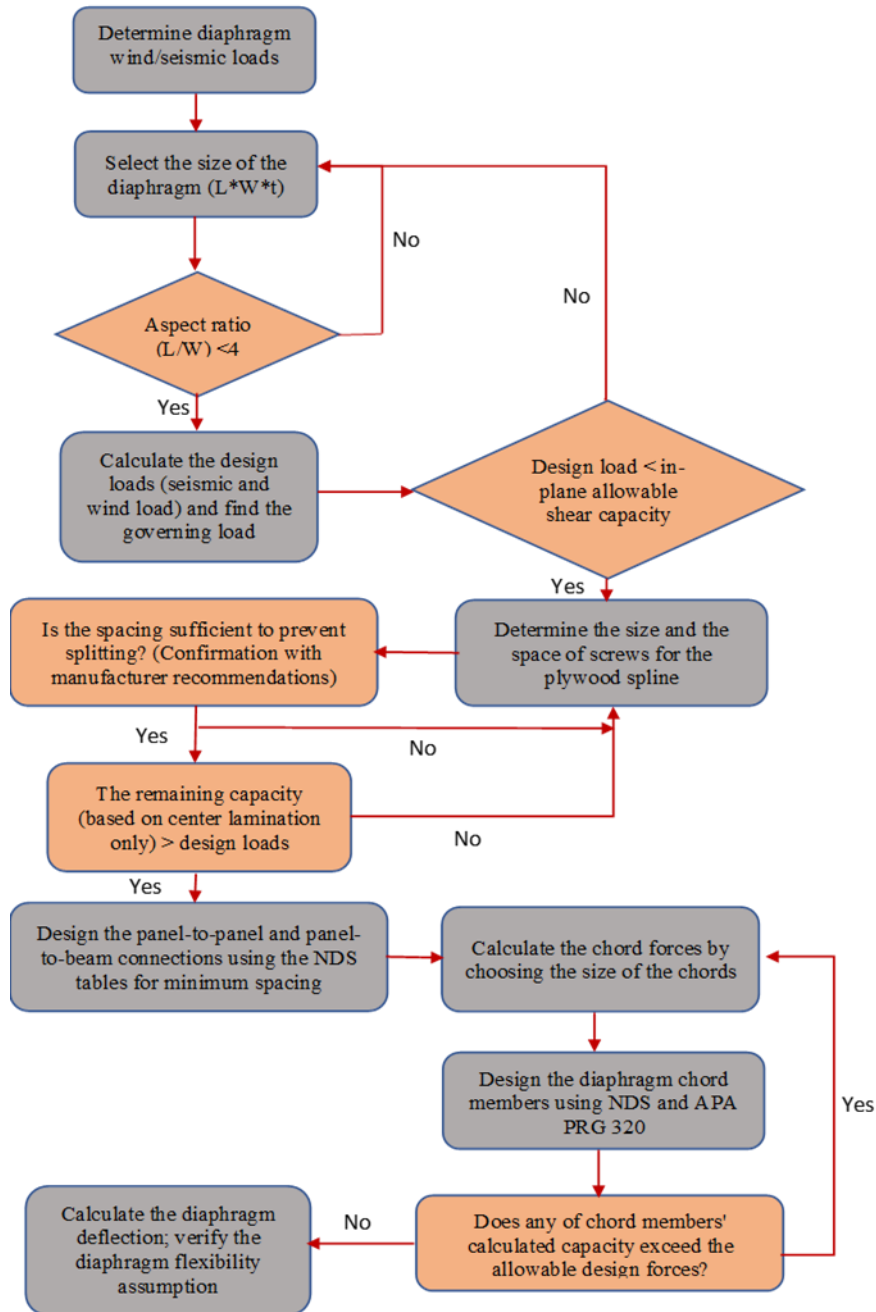 Determine diaphragm
wind/seismic loads
Select the size of the
diaphragm (L*W*t)
No
No
Aspect ratio
(L/W) <4
Yes
Calculate the design
loads (seismic and
wind load) and find the
governing load
Design load < in-
plane allowable
shear capacity
Yes
Is the spacing sufficient to prevent
splitting? (Confirmation with
manufacturer recommendations)
Determine the size and the
space of screws for the
plywood spline
Yes
No
The remaining capacity
(based on center lamination
only) > design loads
No
Yes
Design the panel-to-panel and panel-
to-beam connections using the NDS
tables for minimum spacing
Calculate the chord forces by
choosing the size of the chords
Design the diaphragm chord
members using NDS and APA
PRG 320
Yes
Calculate the diaphragm
deflection; verify the
diaphragm flexibility
assumption
No
Does any of chord members'
calculated capacity exceed the
allowable design forces?